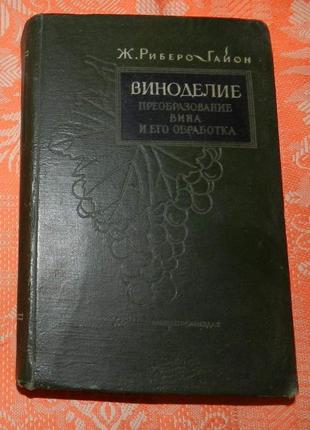 Ж. Риберо-Гайон
ВИНОДЕЛИЕ
ПРЕОБРАЗОВАНИЕ
ВИНА
И ЕГО ОБРАБОТКА